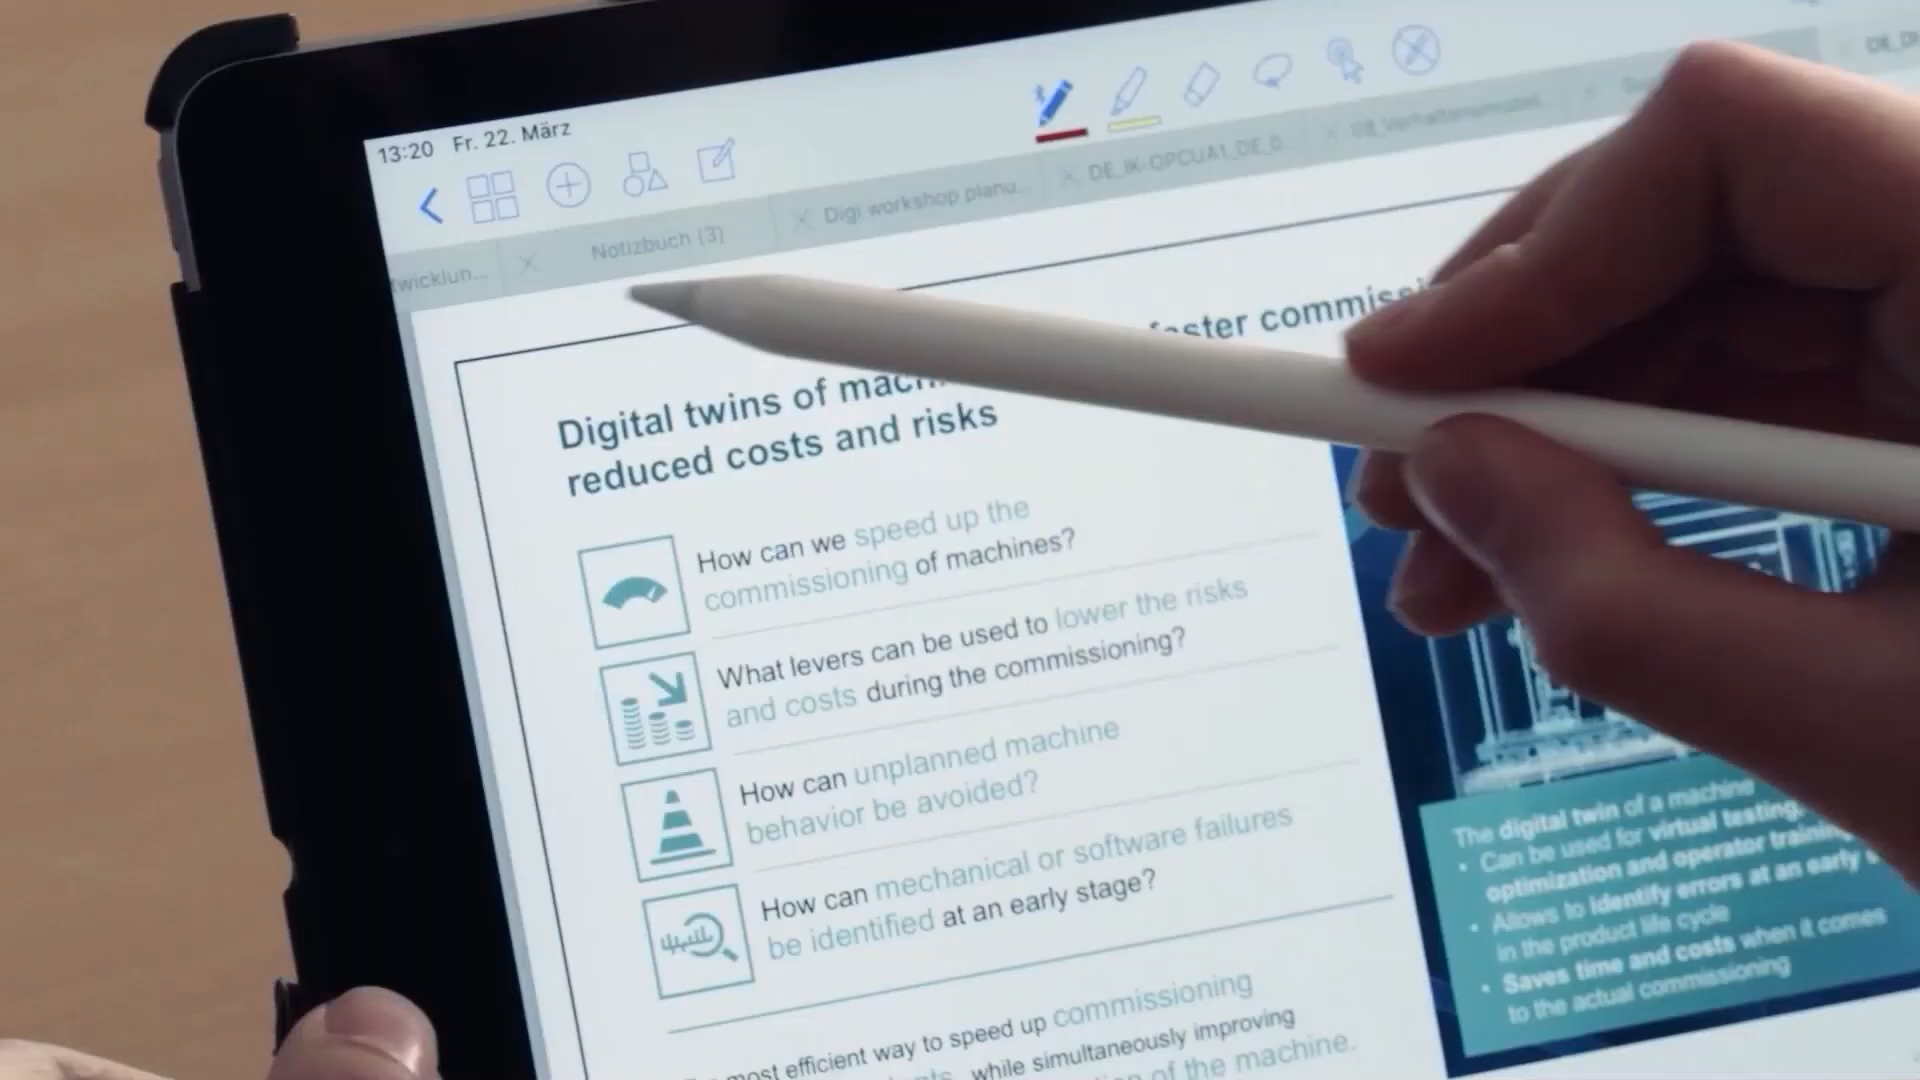 13:20 Fr. 22. März
twicklun...
Notizbuch (3)
Digi workshop planu...
DE_IK-OPCUA1_DE_0
08_Verhaltensmodel...
Digital twins of faster
reduced costs and risks
How can we speed up the
commissioning of machines?
What levers can be used to lower the risks
and costs during the commissioning?
How can unplanned machine
behavior be avoided?
How can mechanical or software failures
be identified at an early stage?
most efficient way to speed up commissioning
while simultaneously improving
of the machine.
The digital twin of a machine
• Can be used for virtual testing,
optimization and operator training
• Allows to identify errors at an early
in the product life cycle
• Saves time and costs when it comes
to the actual commissioning